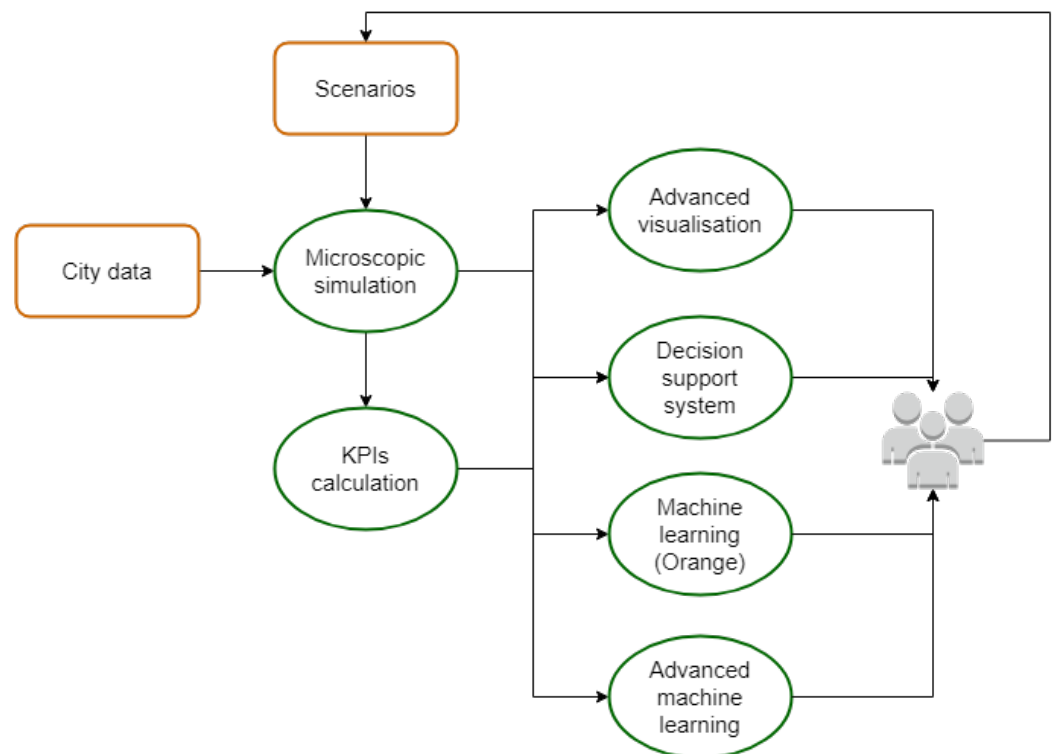 Scenarios
City data
Microscopic
simulation
KPIs
calculation
Advanced
visualisation
Decision
support
system
Machine
learning
(Orange)
Advanced
machine
learning